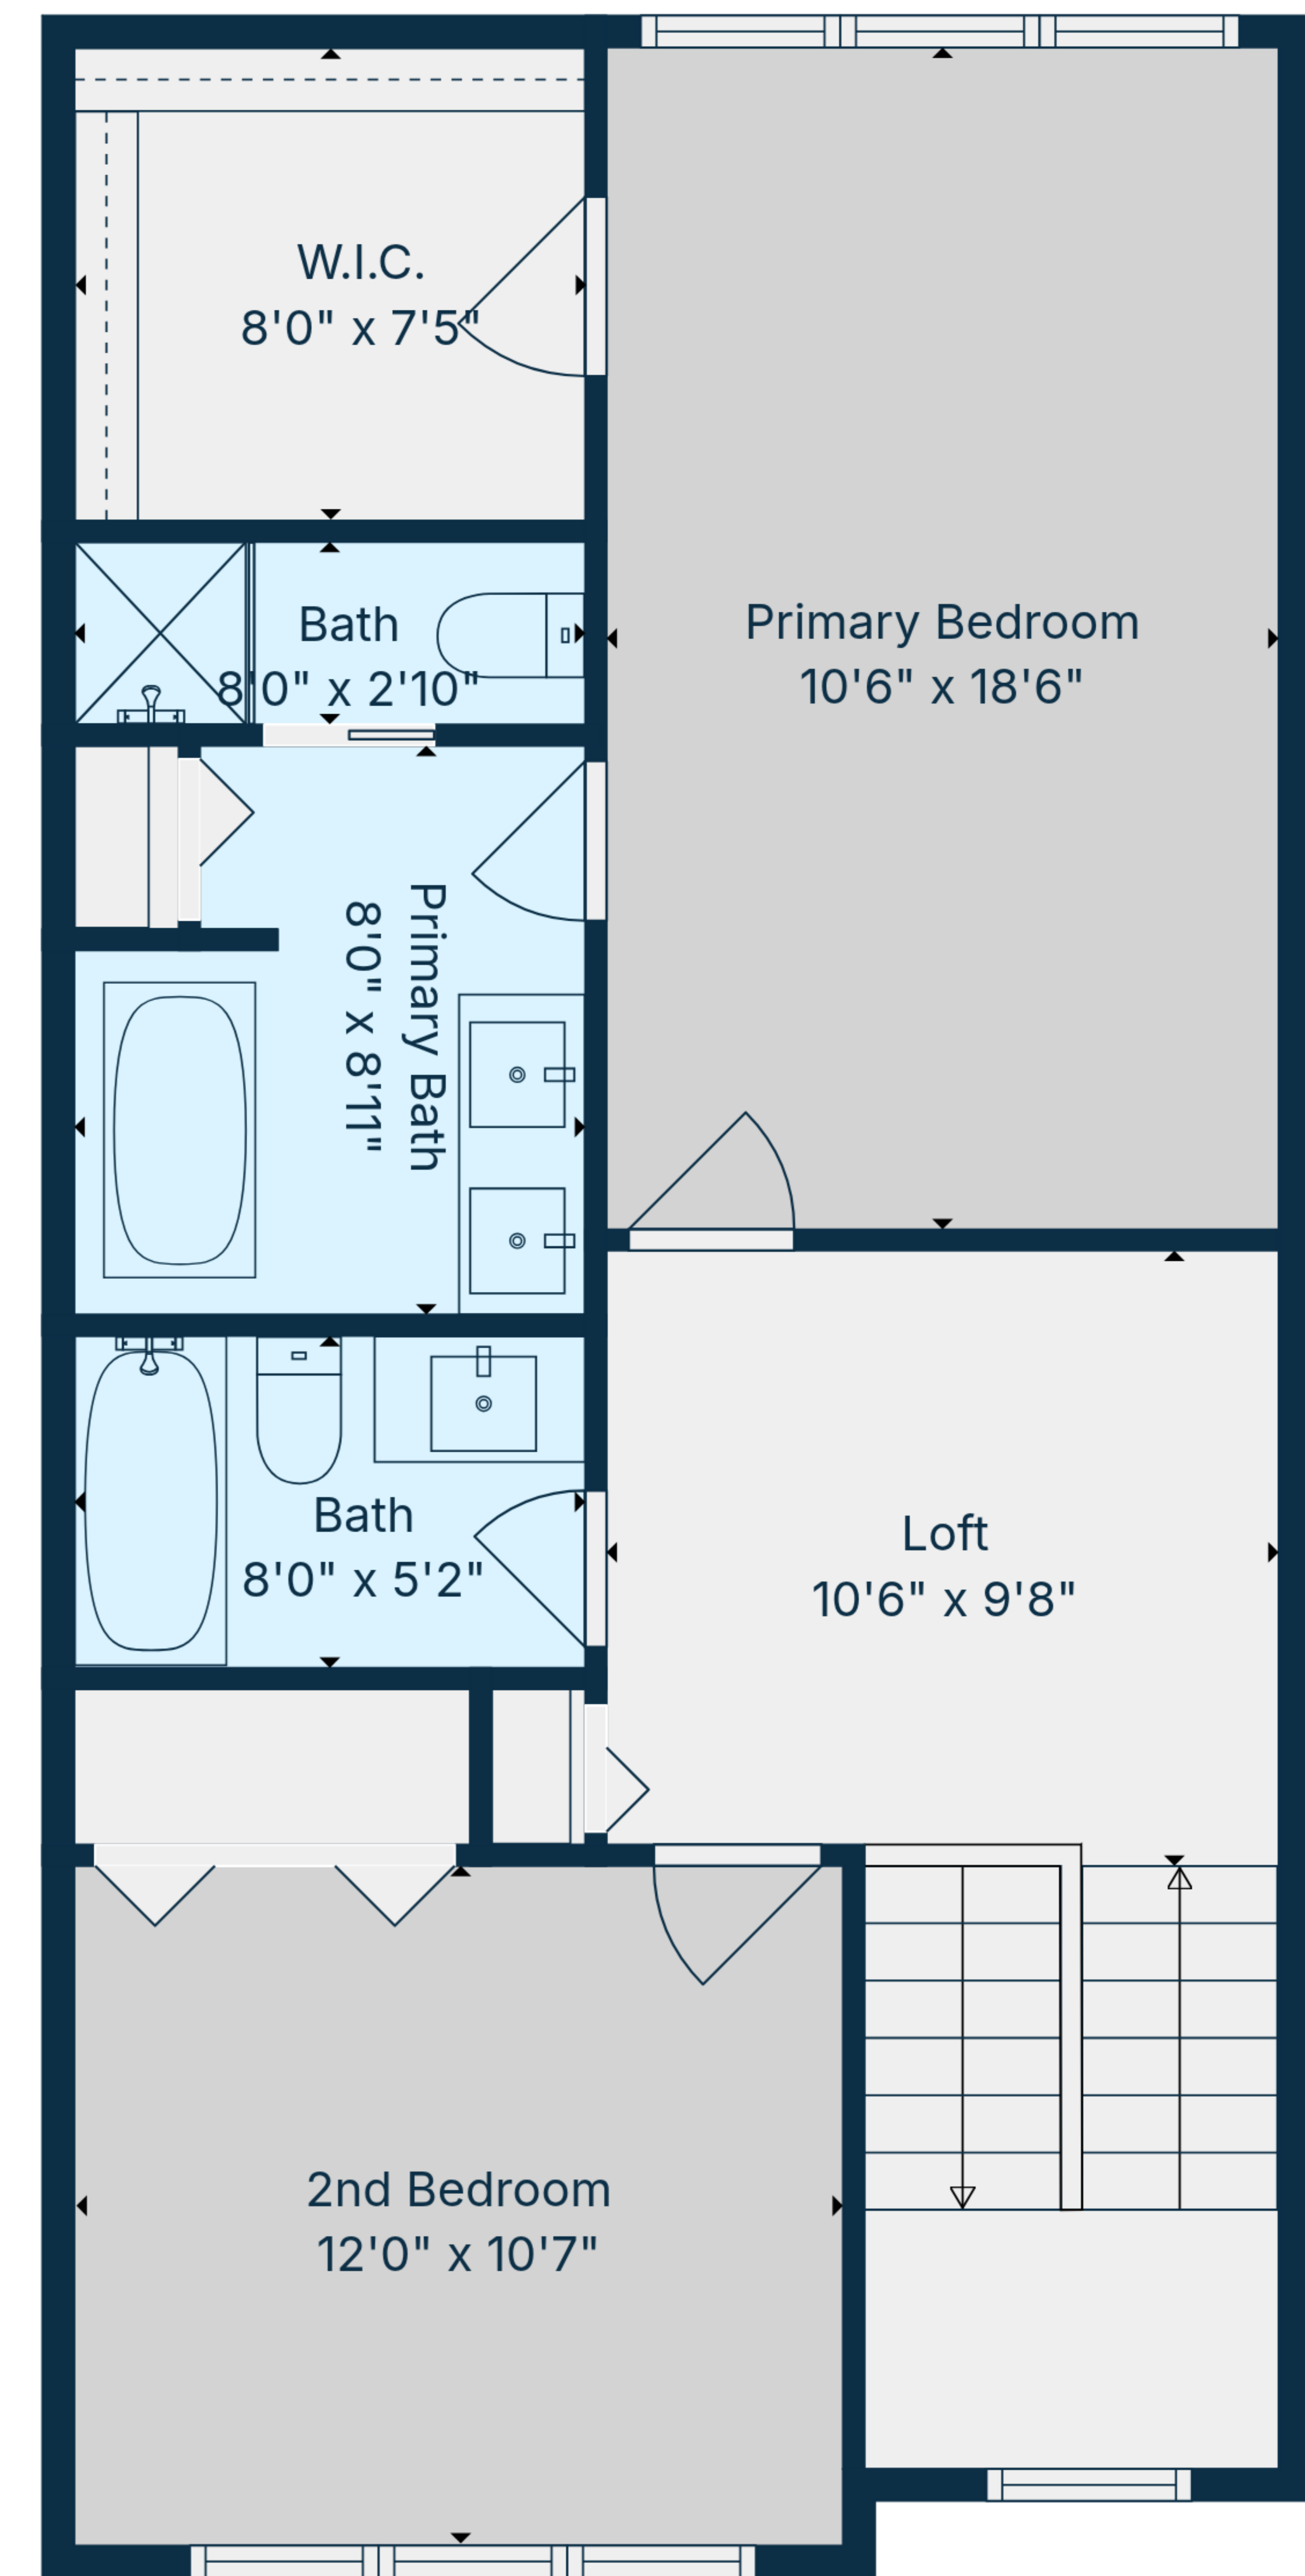 W.I.C.
8'0" x 7'5"
Bath
8'0" x 2'10"
Primary Bedroom
10'6" x 18'6"
Primary Bath
8'0" x 8'11"
Bath
8'0" x 5'2"
Loft
10'6" x 9'8"
2nd Bedroom
12'0" x 10'7"